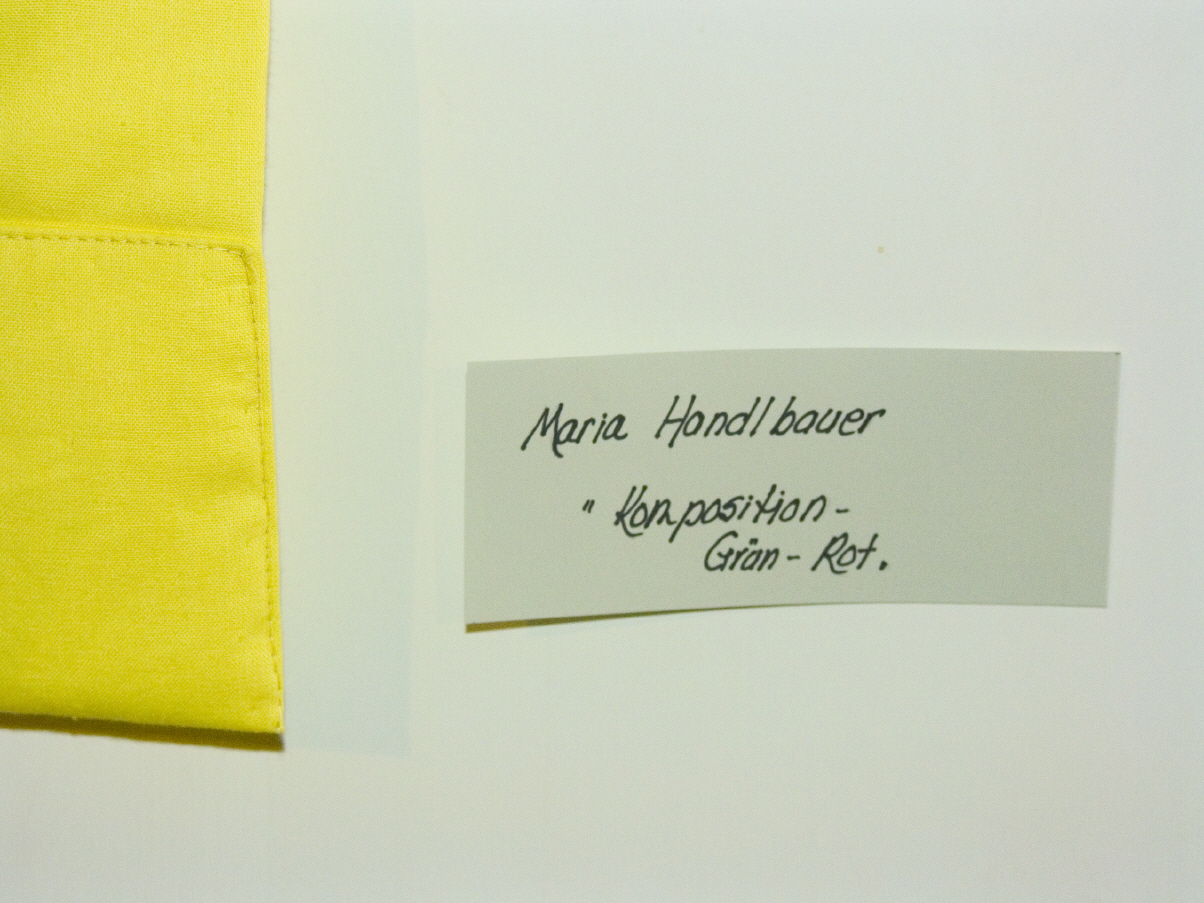 Maria Handlbauer
" Komposition -
Grün - Rot.